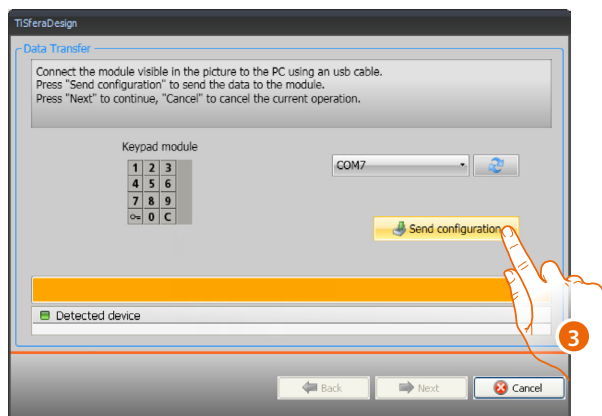 TiSferaDesign
Data Transfer
Connect the module visible in the picture to the PC using an usb cable.
Press "Send configuration" to send the data to the module.
Press "Next" to continue, "Cancel" to cancel the current operation.
Keypad module
1 2 3
4 5 6
7 8 9
0 C
COM7
Send configuration
Detected device
3
Back
Next
Cancel